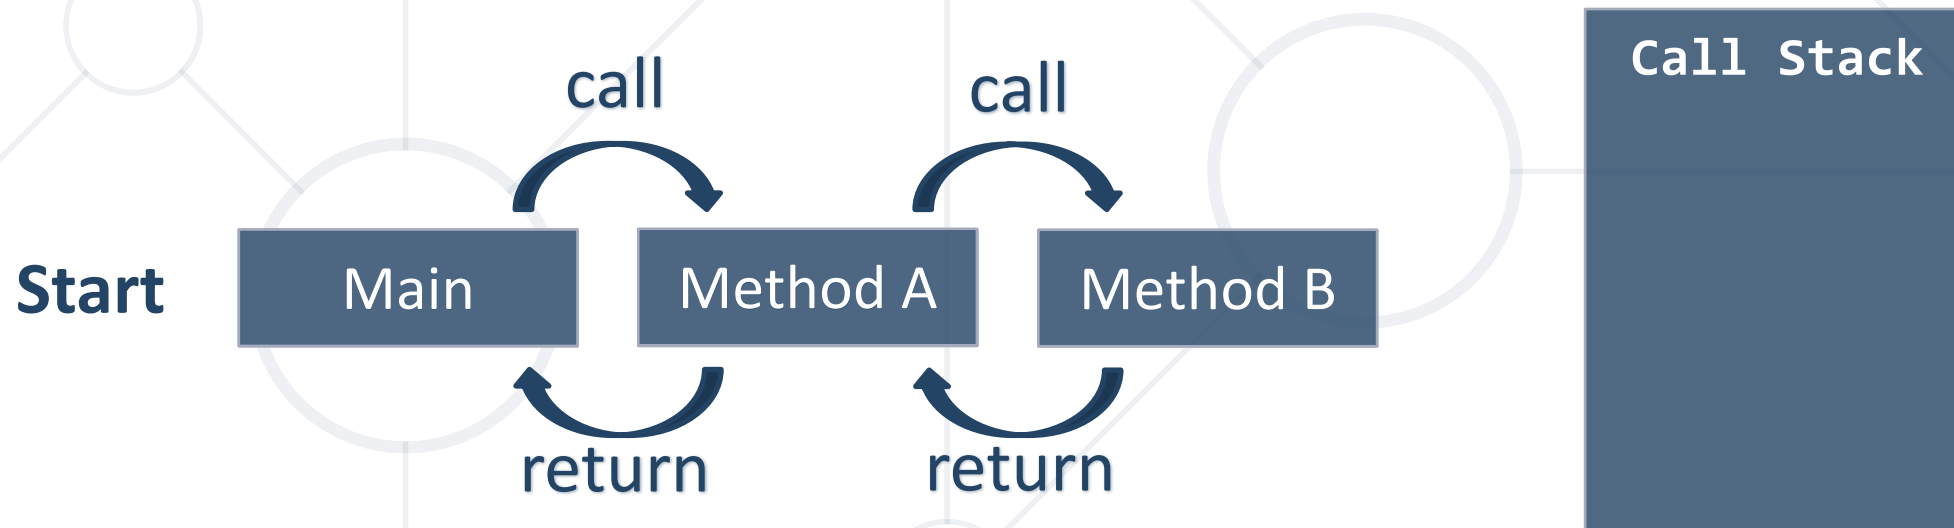 call
call
Call Stack
Start
Main
Method A
Method B
return
return